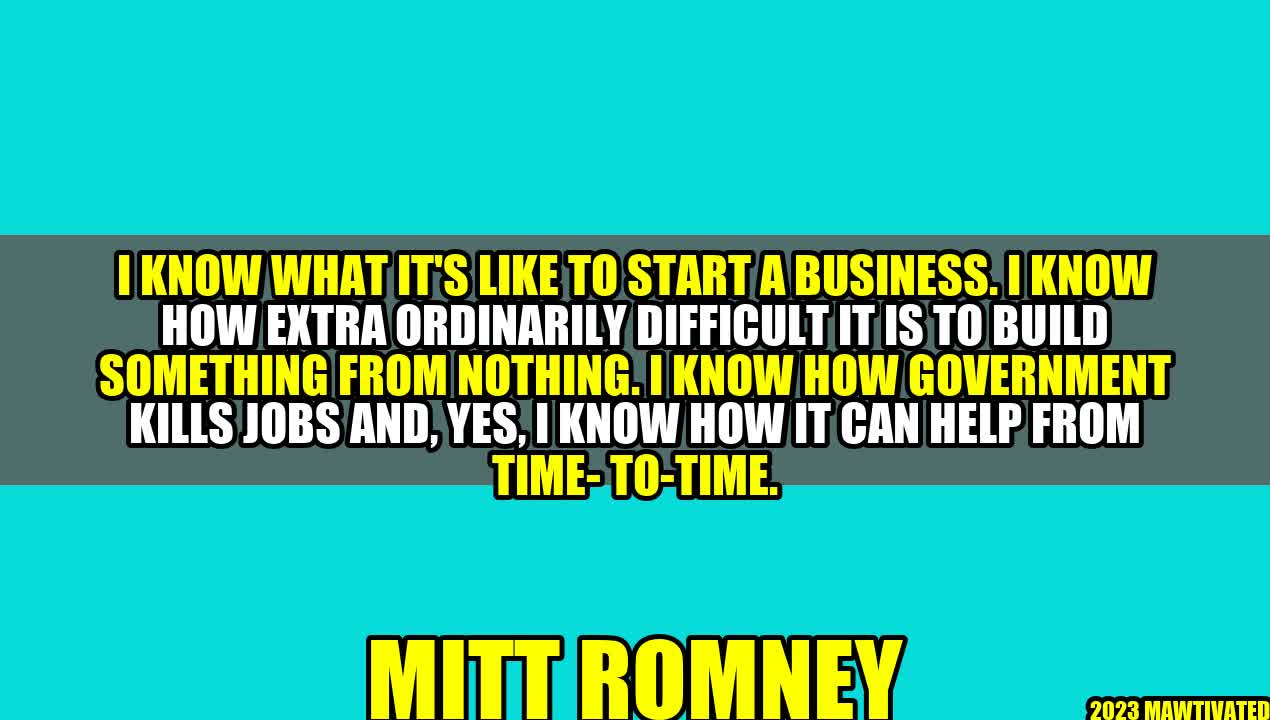 I KNOW WHAT IT'S LIKE TO START A BUSINESS. I KNOW
HOW EXTRA ORDINARILY DIFFICULT IT IS TO BUILD
SOMETHING FROM NOTHING. I KNOW HOW GOVERNMENT
KILLS JOBS AND, YES, I KNOW HOW IT CAN HELP FROM
TIME- TO-TIME.
MITT ROMNEY
2023 MAWTIVATED